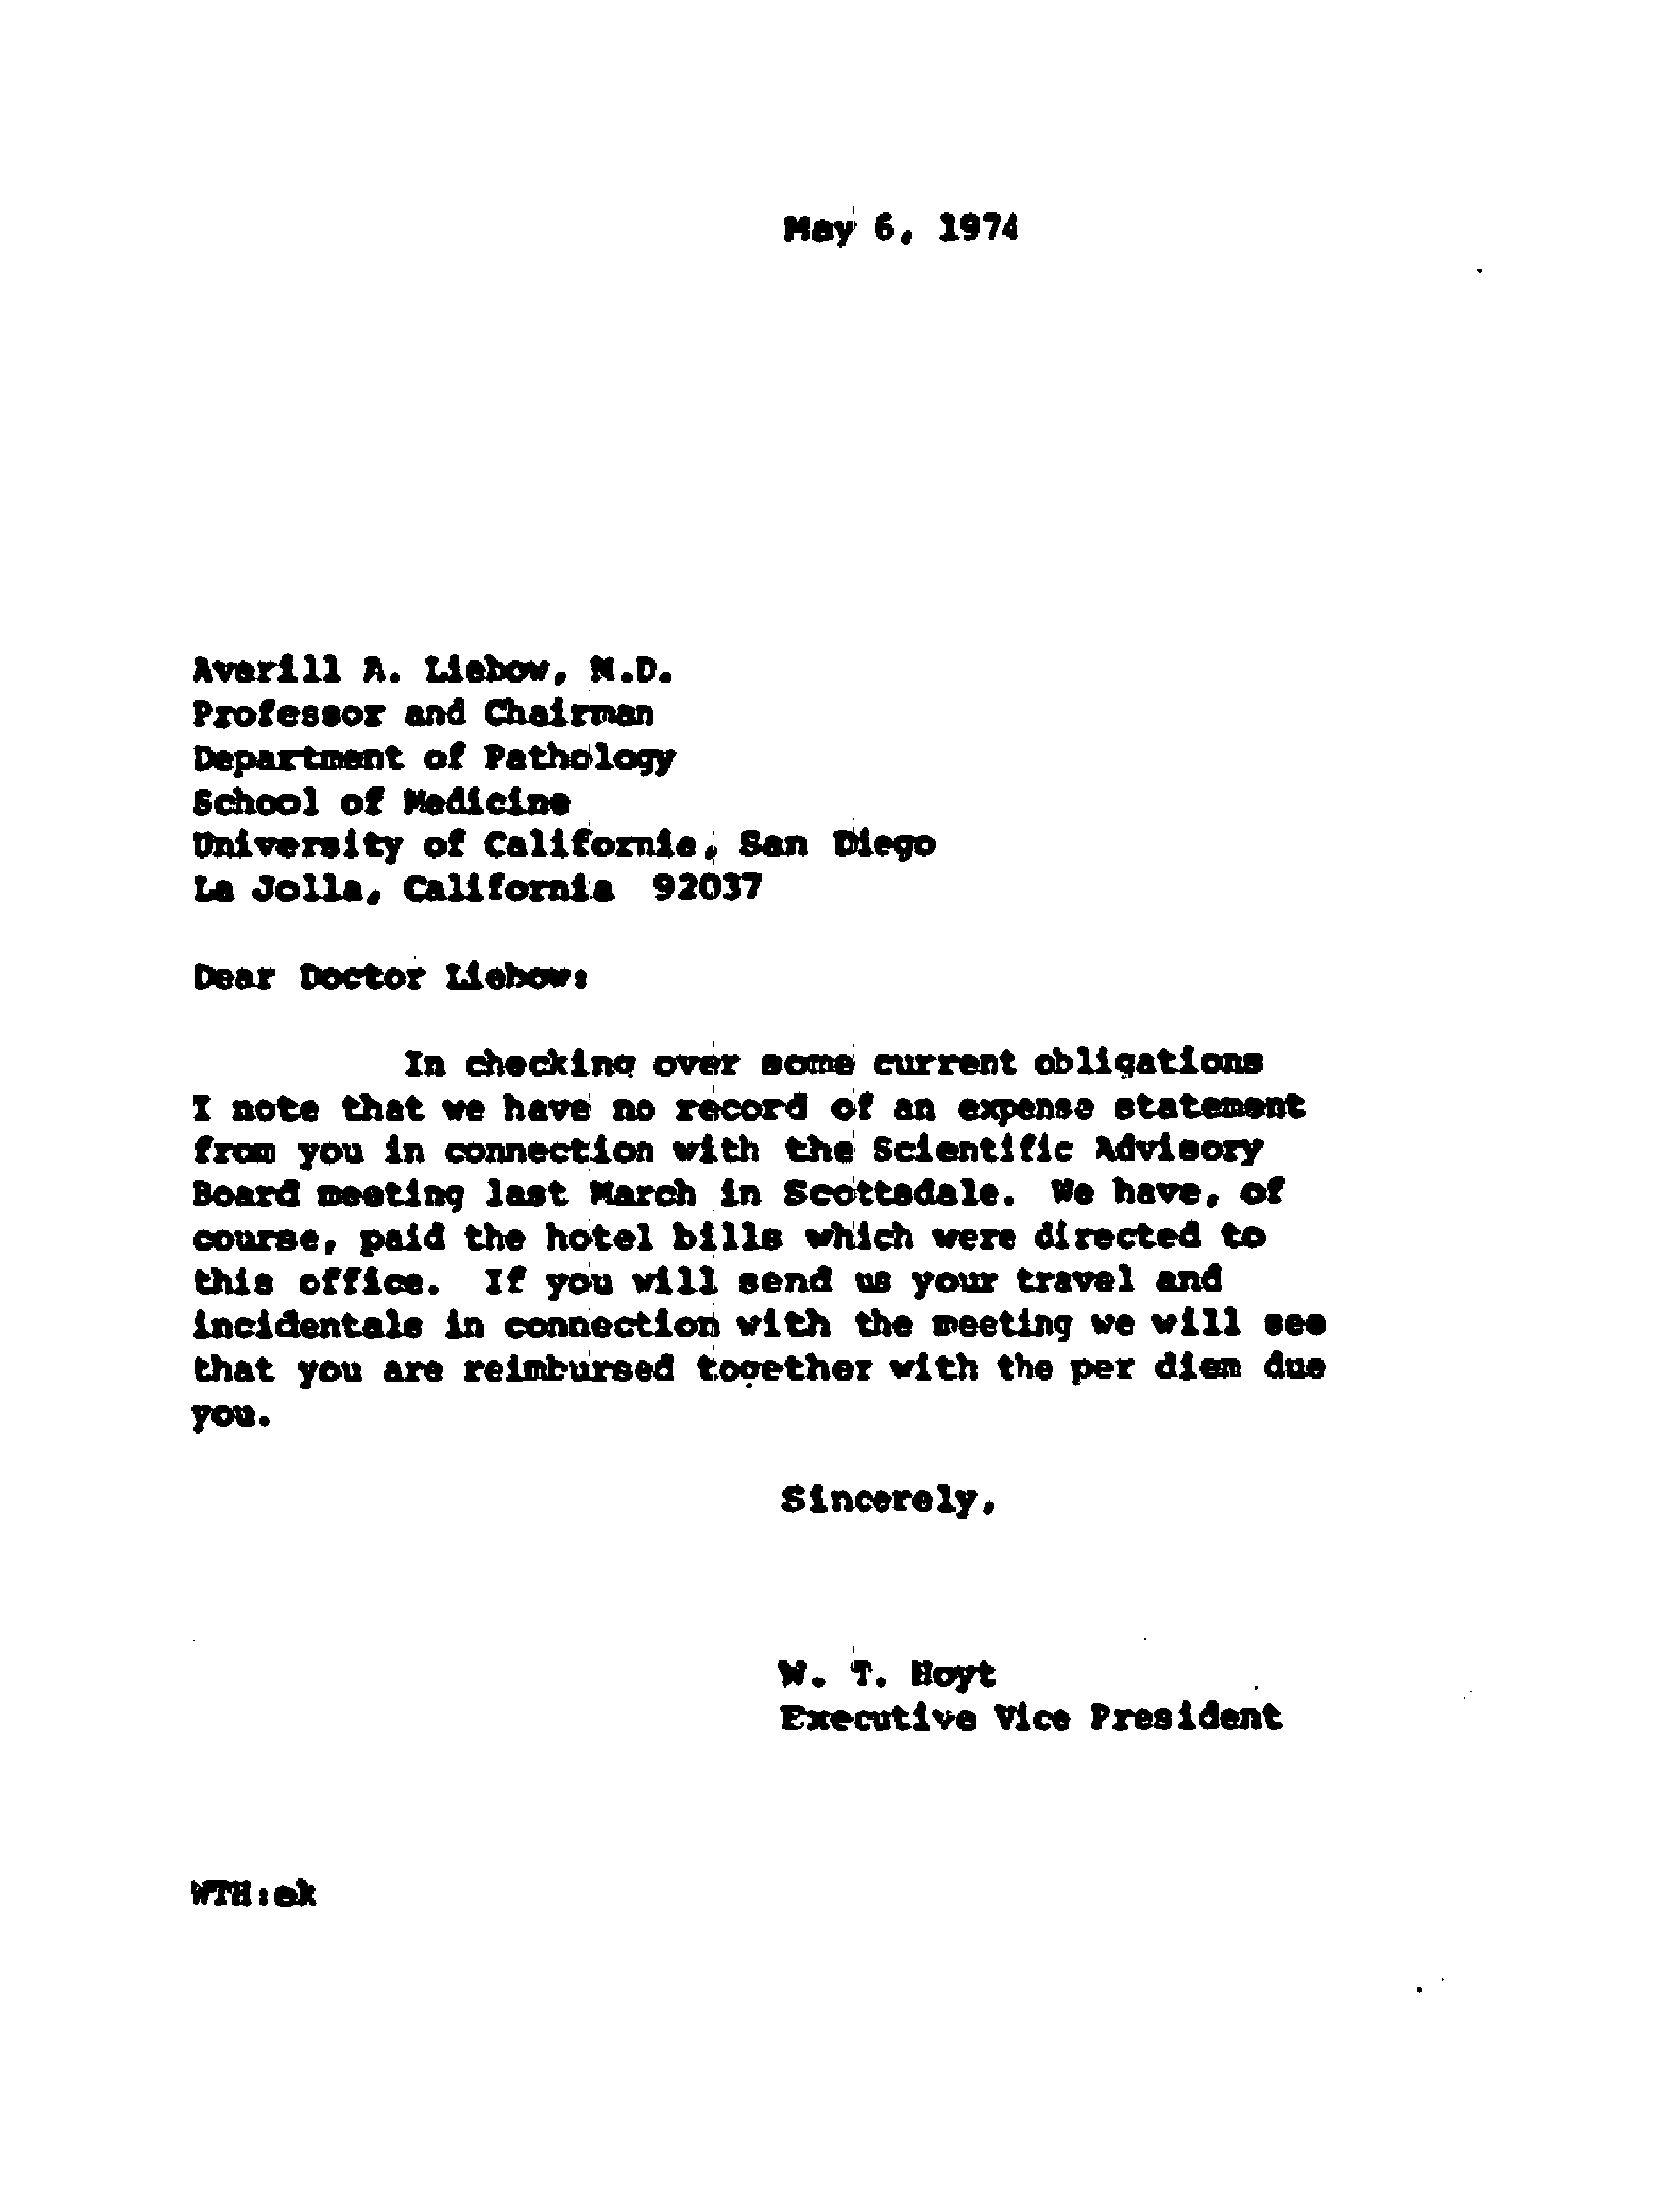 May 6, 1974
Averill A. Liebow, M.D.
Professor and Chairman
Department of Pathology
School of Medicine
University of California, San Diego
La Jolla, California 92037
Dear Doctor Liebow:
In checking over some current obligations
I note that we have no record of an expense statement
from you in connection with the Scientific Advisory
Board meeting last March in Scottsdale. We have, of
course, paid the hotel bills which were directed to
this office. If you will send us your travel and
incidentals in connection with the meeting we will see
that you are reimbursed together with the per diem due
you.
Sincerely,
W. T. Hoyt
Executive Vice President
WTH:ek